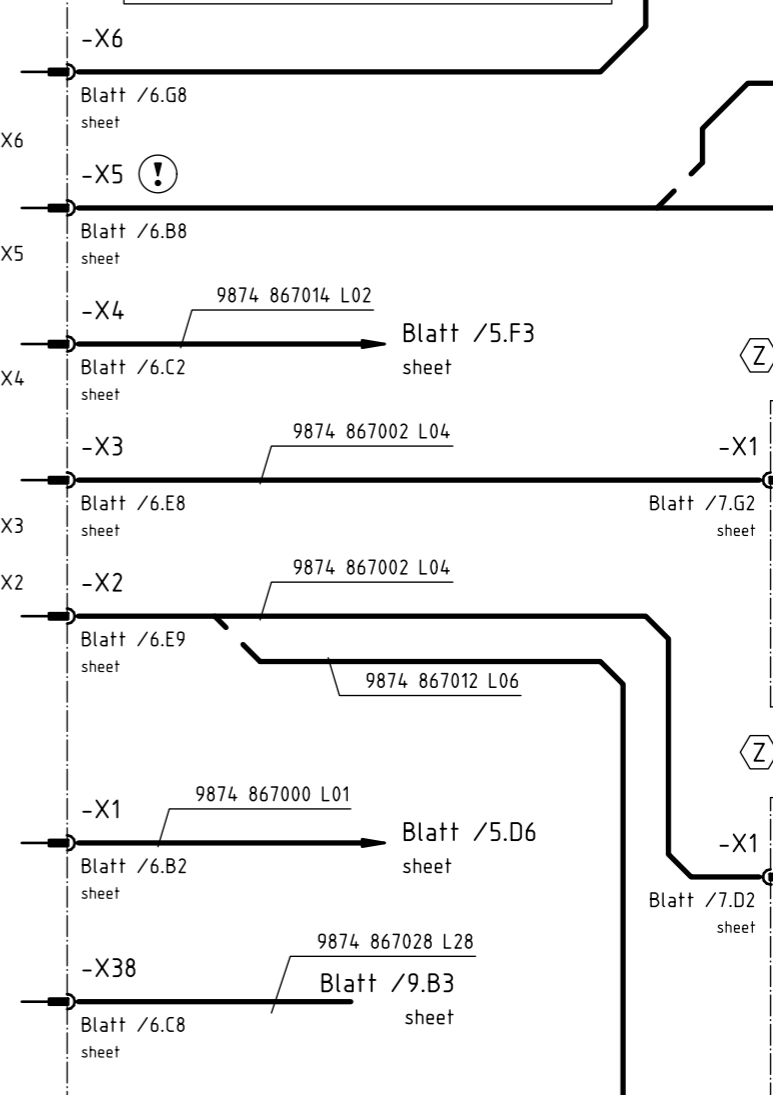 -X6
Blatt /6.G8
sheet
X6
-X5 !
Blatt /6.B8
sheet
X5
9874 867014 L02
-X4
Blatt /5.F3
sheet
Blatt /6.C2
sheet
X4
Z
9874 867002 L04
-X3
-X1
Blatt /6.E8
sheet
Blatt /7.G2
sheet
X3
9874 867002 L04
X2
-X2
Blatt /6.E9
sheet
9874 867012 L06
Z
9874 867000 L01
-X1
Blatt /5.D6
sheet
-X1
Blatt /6.B2
sheet
Blatt /7.D2
sheet
9874 867028 L28
-X38
Blatt /9.B3
sheet
Blatt /6.C8
sheet